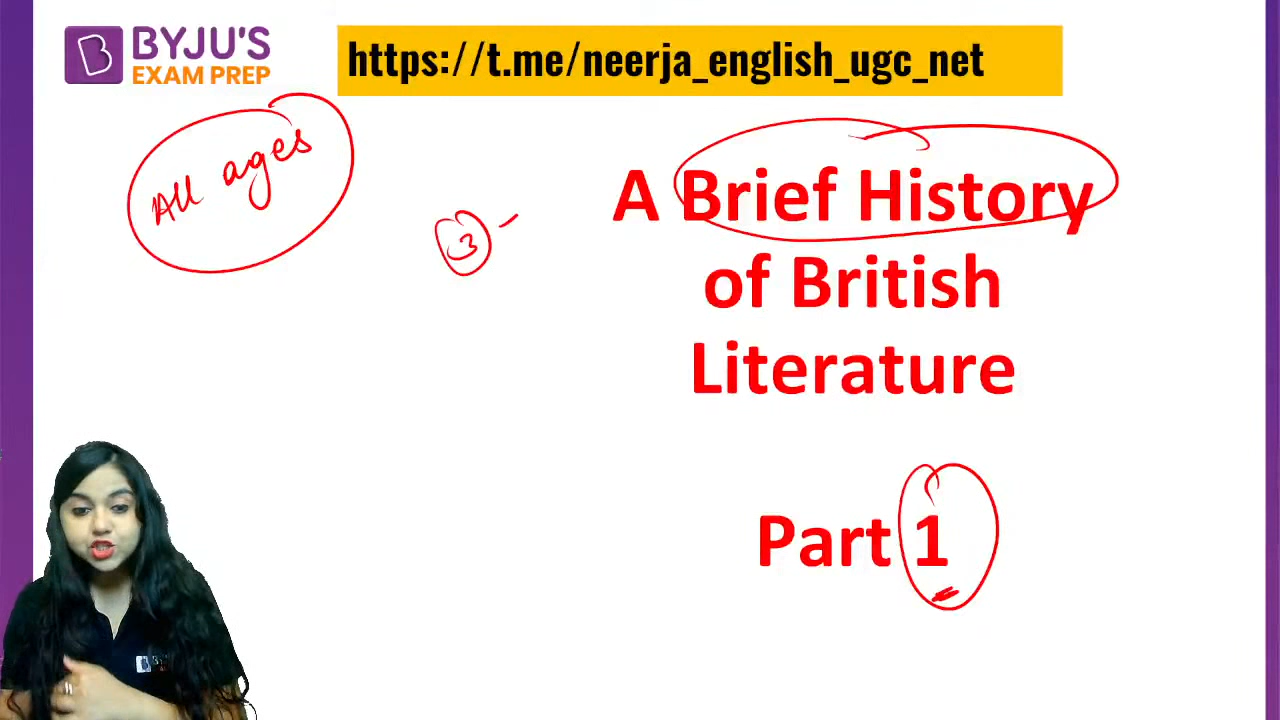 BYJU'S
EXAM PREP
https://t.me/neerja_english_ugc_net
All ages
3 -
A Brief History
of British
Literature
Part 1